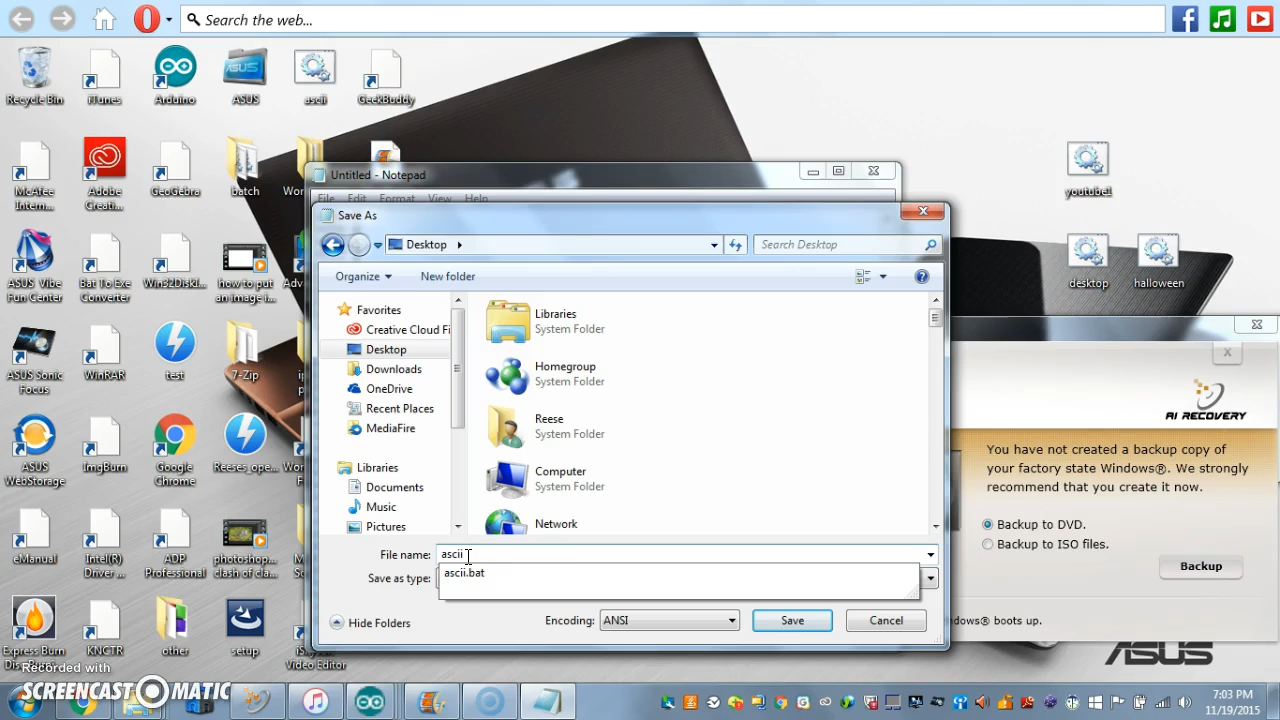 Search the web...
Recycle Bin
iTunes
Arduino
ASUS
ascii
GeekBuddy
McAfee
Intern...
Adobe
Creati...
GeoGebra
batch
youtube1
ASUS Vibe
Fun Center
Bat To Exe
Converter
Win32Diski...
how to put
an image i...
desktop
halloween
ASUS Sonic
Focus
WinRAR
test
7-Zip
ASUS
WebStorage
ImgBurn
Google
Chrome
Reeses_ope...
eManual
Intel(R)
Driver ...
ADP
Professional
photoshop...
clash of cla...
Express Burn
KNCTR
other
setup
Video Editor
Untitled - Notepad
File Edit Format View Help
Save As
Desktop
Search Desktop
Organize
New folder
Favorites
Creative Cloud Fi
Desktop
Downloads
OneDrive
Recent Places
MediaFire
Libraries
Documents
Music
Pictures
Libraries
System Folder
Homegroup
System Folder
Reese
System Folder
Computer
System Folder
Network
File name: ascii
ascii.bat
Save as type:
Hide Folders
Encoding: ANSI
Save
Cancel
AI RECOVERY
You have not created a backup copy of
your factory state Windows®. We strongly
recommend that you create it now.
Backup to DVD.
Backup to ISO files.
Backup
ndows® boots up.
ASUS
Recorded with
SCREENCAST MATIC
7:03 PM
11/19/2015